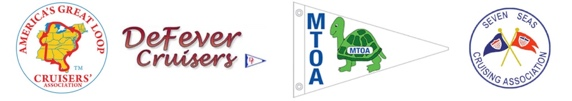 AMERICA'S GREAT LOOP
TM
CRUISERS'
ASSOCIATION
DeFever
Cruisers
MTOA
MTOA
SEVEN SEAS
CRUISING ASSOCIATION